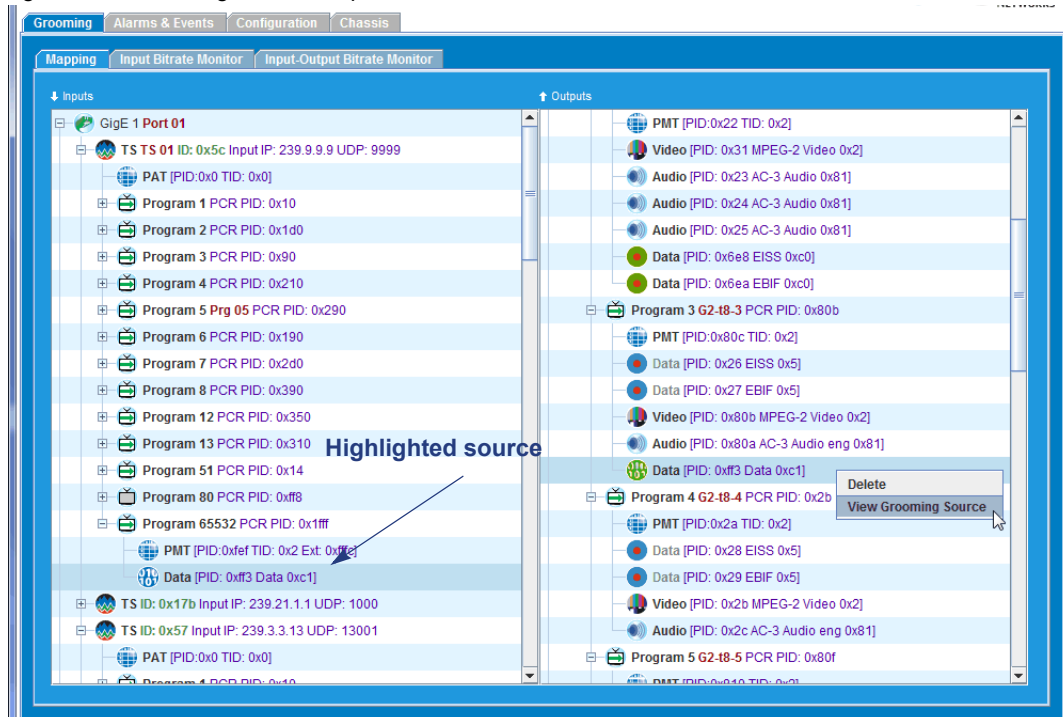 Grooming Alarms & Events Configuration Chassis
Mapping Input Bitrate Monitor Input-Output Bitrate Monitor
Inputs
GigE 1 Port 01
TS TS 01 ID: 0x5c Input IP: 239.9.9.9 UDP: 9999
PAT [PID:0x0 TID: 0x0]
Program 1 PCR PID: 0x10
Program 2 PCR PID: 0x1d0
Program 3 PCR PID: 0x90
Program 4 PCR PID: 0x210
Program 5 Prg 05 PCR PID: 0x290
Program 6 PCR PID: 0x190
Program 7 PCR PID: 0x2d0
Program 8 PCR PID: 0x390
Program 12 PCR PID: 0x350
Program 13 PCR PID: 0x310
Program 51 PCR PID: 0x14
Program 80 PCR PID: 0xff8
Program 65532 PCR PID: 0x1fff
PMT [PID:0xfef TID: 0x2 Ext: 0xfffc]
Data [PID: 0xff3 Data 0xc1]
TS ID: 0x17b Input IP: 239.21.1.1 UDP: 1000
TS ID: 0x57 Input IP: 239.3.3.13 UDP: 13001
PAT [PID:0x0 TID: 0x0]
Program 1 PCR PID: 0x10
Highlighted source
Outputs
PMT [PID:0x22 TID: 0x2]
Video [PID: 0x31 MPEG-2 Video 0x2]
Audio [PID: 0x23 AC-3 Audio 0x81]
Audio [PID: 0x24 AC-3 Audio 0x81]
Audio [PID: 0x25 AC-3 Audio 0x81]
Data [PID: 0x6e8 EISS 0xc0]
Data [PID: 0x6ea EBIF 0xc0]
Program 3 G2-t8-3 PCR PID: 0x80b
PMT [PID:0x80c TID: 0x2]
Data [PID: 0x26 EISS 0x5]
Data [PID: 0x27 EBIF 0x5]
Video [PID: 0x80b MPEG-2 Video 0x2]
Audio [PID: 0x80a AC-3 Audio eng 0x81]
Data [PID: 0xff3 Data 0xc1]
Delete
View Grooming Source
Program 4 G2-t8-4 PCR PID: 0x2b
PMT [PID:0x2a TID: 0x2]
Data [PID: 0x28 EISS 0x5]
Data [PID: 0x29 EBIF 0x5]
Video [PID: 0x2b MPEG-2 Video 0x2]
Audio [PID: 0x2c AC-3 Audio eng 0x81]
Program 5 G2-t8-5 PCR PID: 0x80f
PMT [PID:0x810 TID: 0x2]